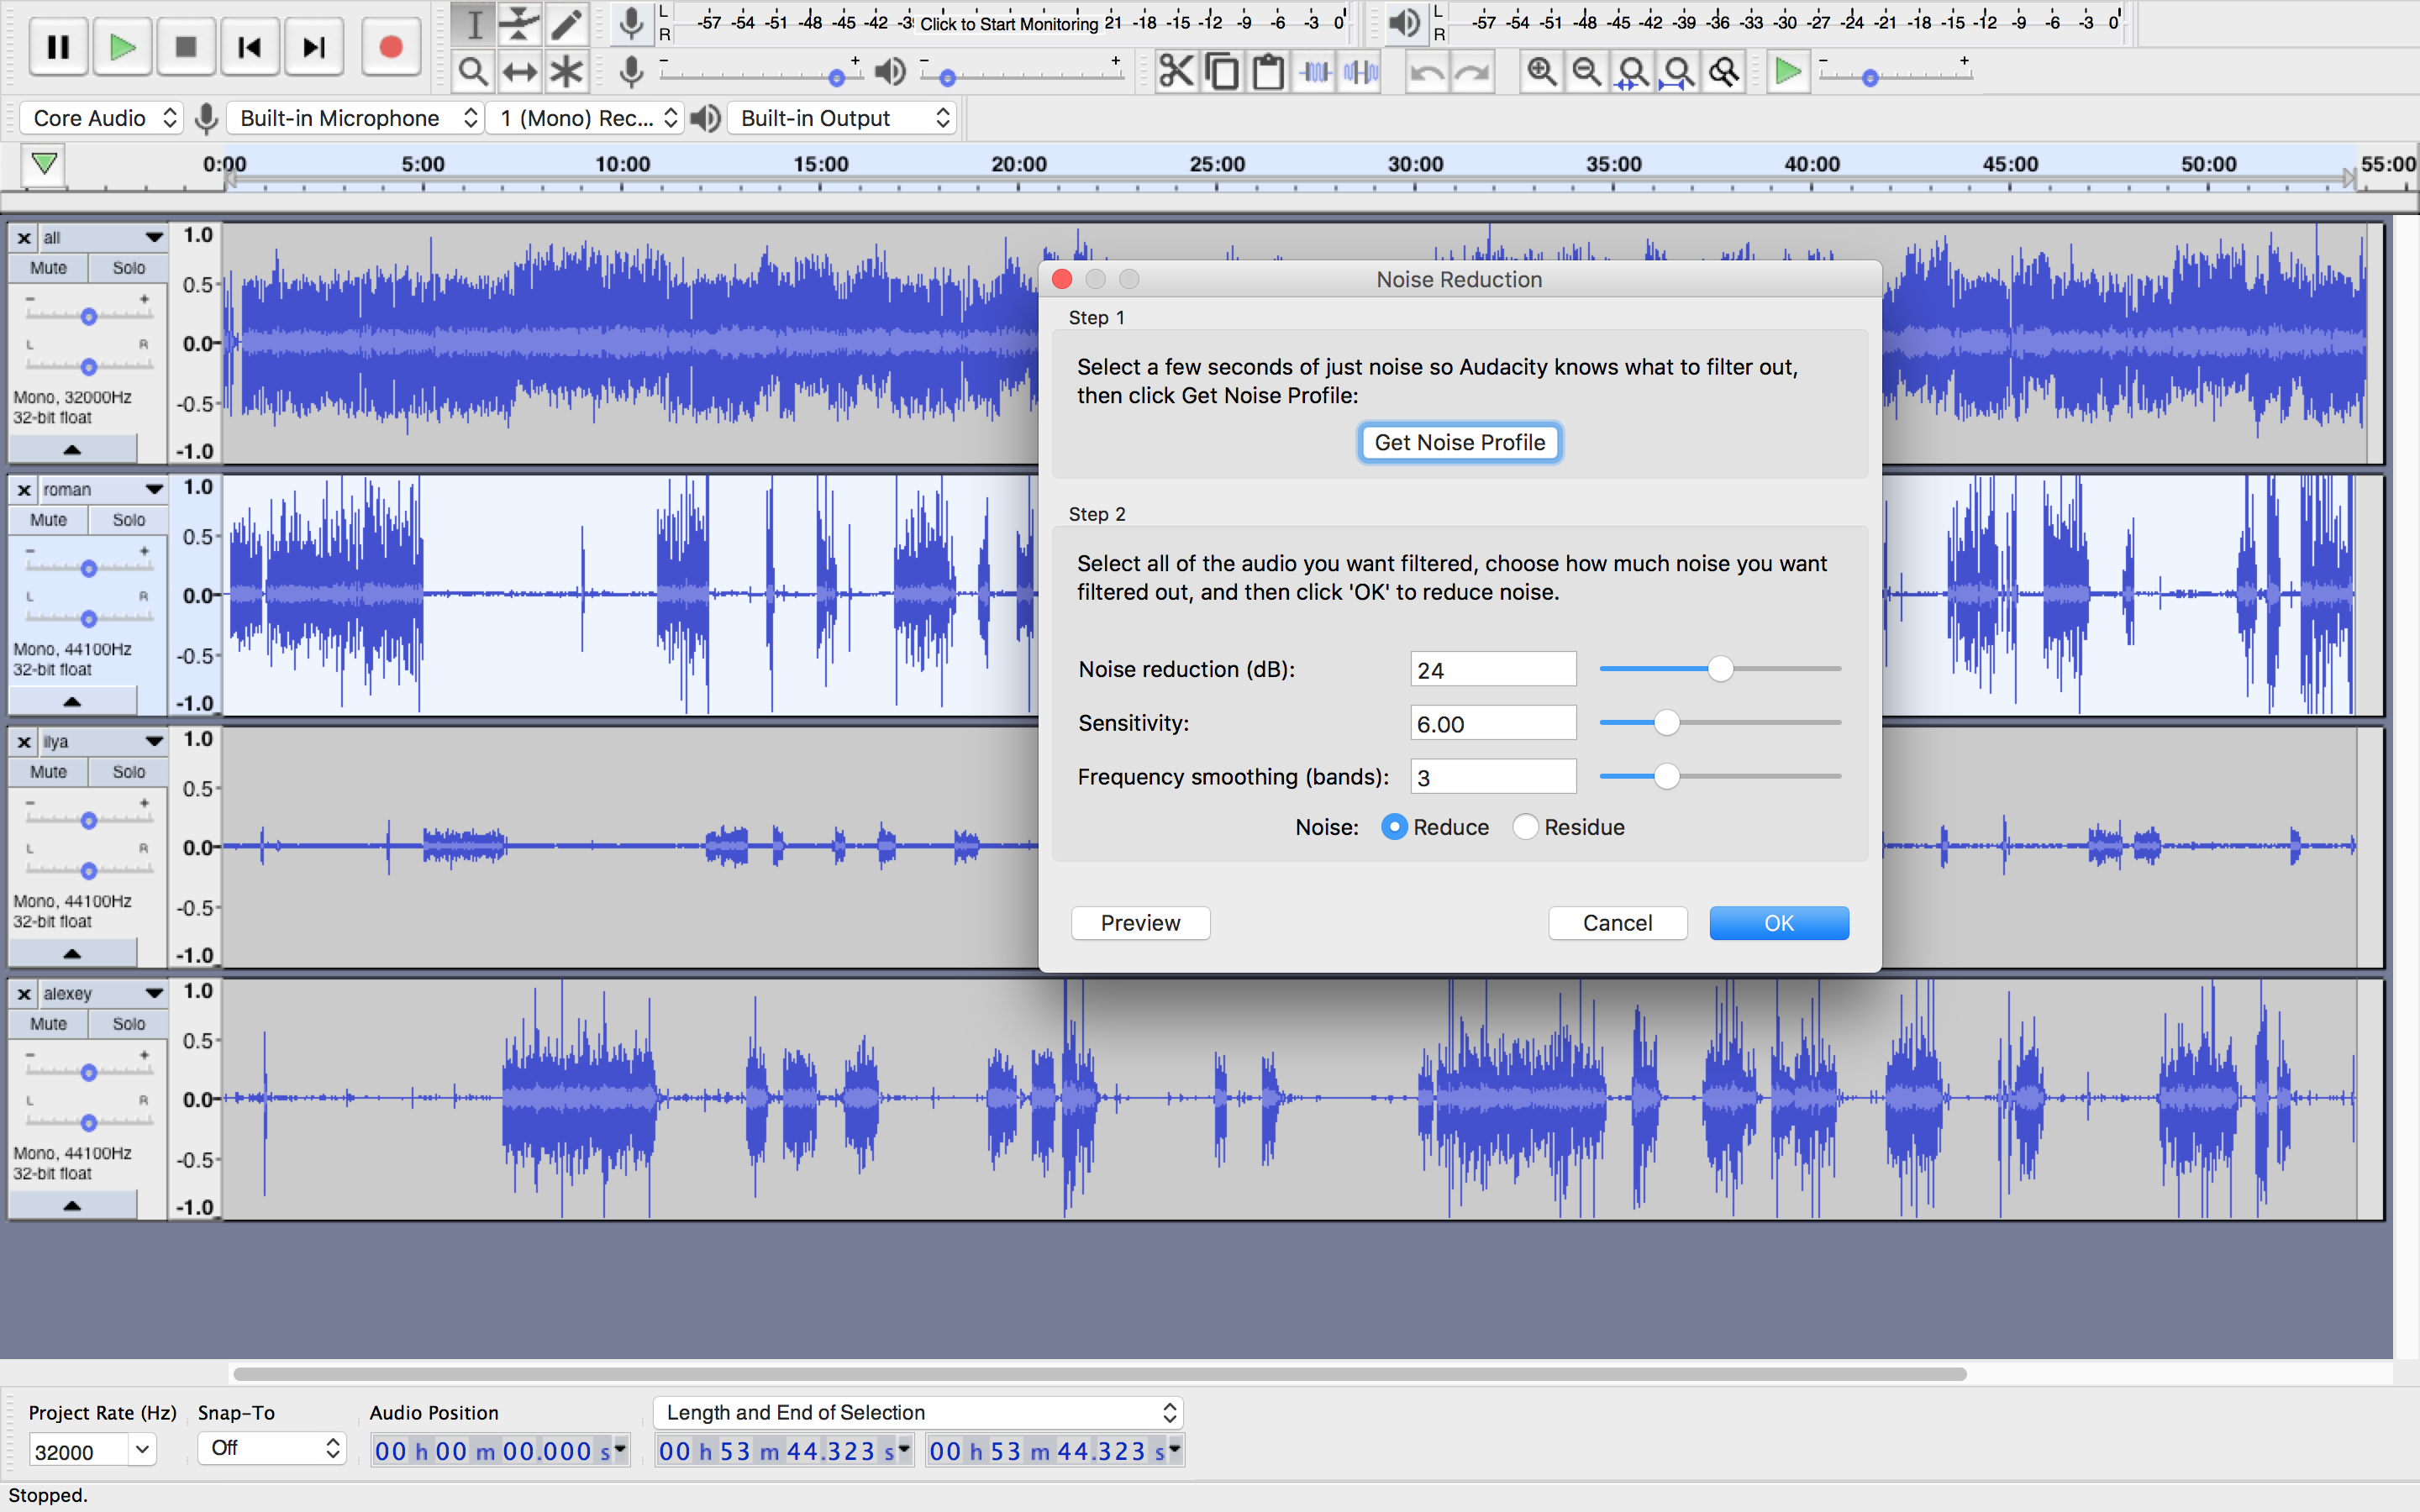 L
R
-57 -54 -51 -48 -45 -42 -3 Click to Start Monitoring 21 -18 -15 -12 -9 -6 -3 0
L
R
-57 -54 -51 -48 -45 -42 -39 -36 -33 -30 -27 -24 -21 -18 -15 -12 -9 -6 -3 0
- +
- +
- +
Core Audio
Built-in Microphone
1 (Mono) Rec...
Built-in Output
0:00 5:00 10:00 15:00 20:00 25:00 30:00 35:00 40:00 45:00 50:00 55:00
x all
Mute Solo
- +
L R
Mono, 32000Hz
32-bit float
1.0
0.5
0.0
-0.5
-1.0
x roman
Mute Solo
- +
L R
Mono, 44100Hz
32-bit float
1.0
0.5
0.0
-0.5
-1.0
x ilya
Mute Solo
- +
L R
Mono, 44100Hz
32-bit float
1.0
0.5
0.0
-0.5
-1.0
x alexey
Mute Solo
- +
L R
Mono, 44100Hz
32-bit float
1.0
0.5
0.0
-0.5
-1.0
Noise Reduction
Step 1
Select a few seconds of just noise so Audacity knows what to filter out,
then click Get Noise Profile:
Get Noise Profile
Step 2
Select all of the audio you want filtered, choose how much noise you want
filtered out, and then click 'OK' to reduce noise.
Noise reduction (dB): 24
Sensitivity: 6.00
Frequency smoothing (bands): 3
Noise: Reduce Residue
Preview Cancel OK
Project Rate (Hz) Snap-To Audio Position Length and End of Selection
32000 Off 00 h 00 m 00.000 s 00 h 53 m 44.323 s 00 h 53 m 44.323 s
Stopped.